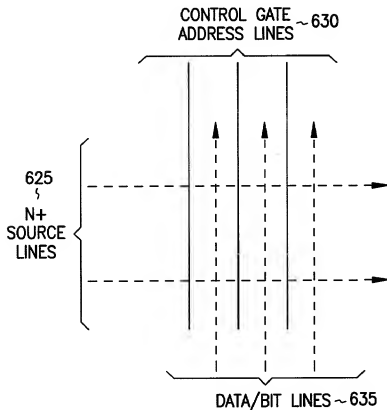 CONTROL GATE
ADDRESS LINES ~630
625
~
N+
SOURCE
LINES
DATA/BIT LINES ~635